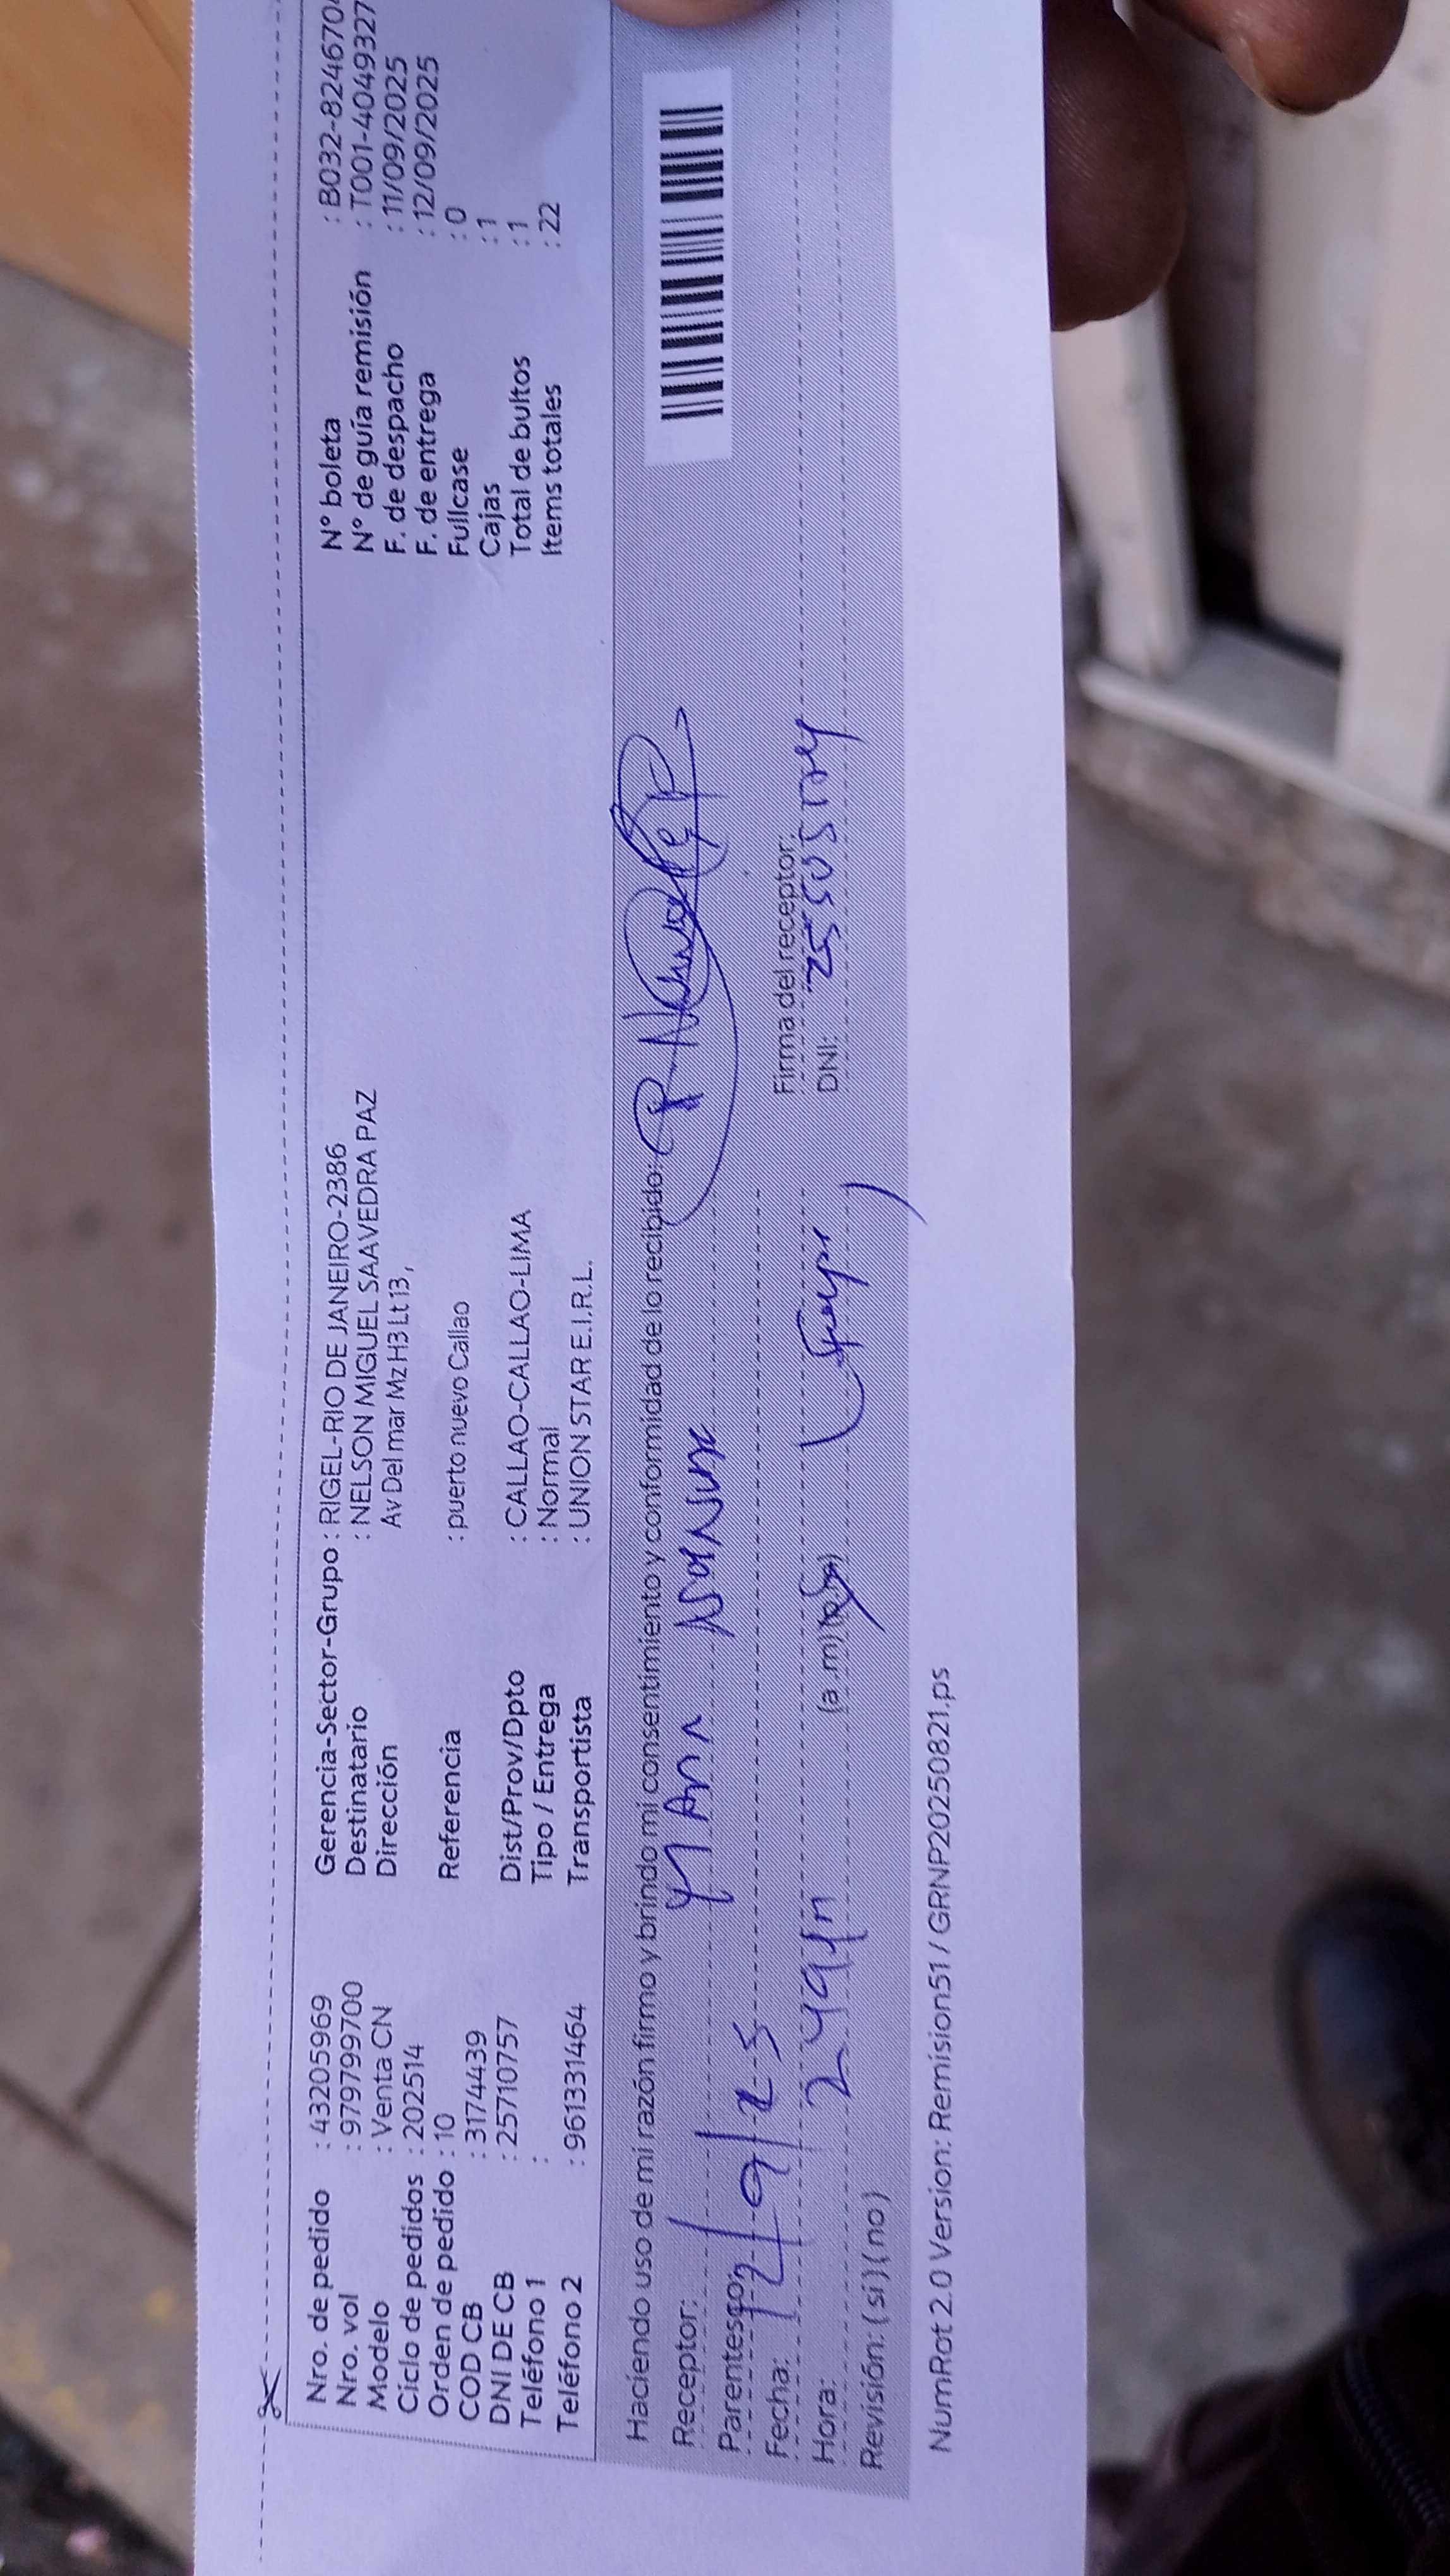 Nro. de pedido : 43205969
Nro. vol : 979799700
Modelo : Venta CN
Ciclo de pedidos : 202514
Orden de pedido : 10
COD CB : 3174439
DNI DE CB : 25710757
Teléfono 1 :
Teléfono 2 : 961331464
Gerencia-Sector-Grupo : RIGEL-RIO DE JANEIRO-2386
Destinatario : NELSON MIGUEL SAAVEDRA PAZ
Dirección Av Del mar Mz H3 Lt 13 ,
Referencia : puerto nuevo Callao
Dist/Prov/Dpto : CALLAO-CALLAO-LIMA
Tipo / Entrega : Normal
Transportista : UNION STAR E.I.R.L.
N° boleta : B032-824670
N° de guía remisión : T001-4049327
F. de despacho : 11/09/2025
F. de entrega : 12/09/2025
Fullcase : 0
Cajas : 1
Total de bultos : 1
Items totales : 22
Haciendo uso de mi razón firmo y brindo mi consentimiento y conformidad de lo recibido:
Receptor:
Parentesco:
Fecha: 12/9/25
Hora: (a .m) (p.m)
Revisión: (sí) (no)
Firma del receptor:
DNI:
NumRot 2.0 Version: Remision51 / GRNP20250821.ps